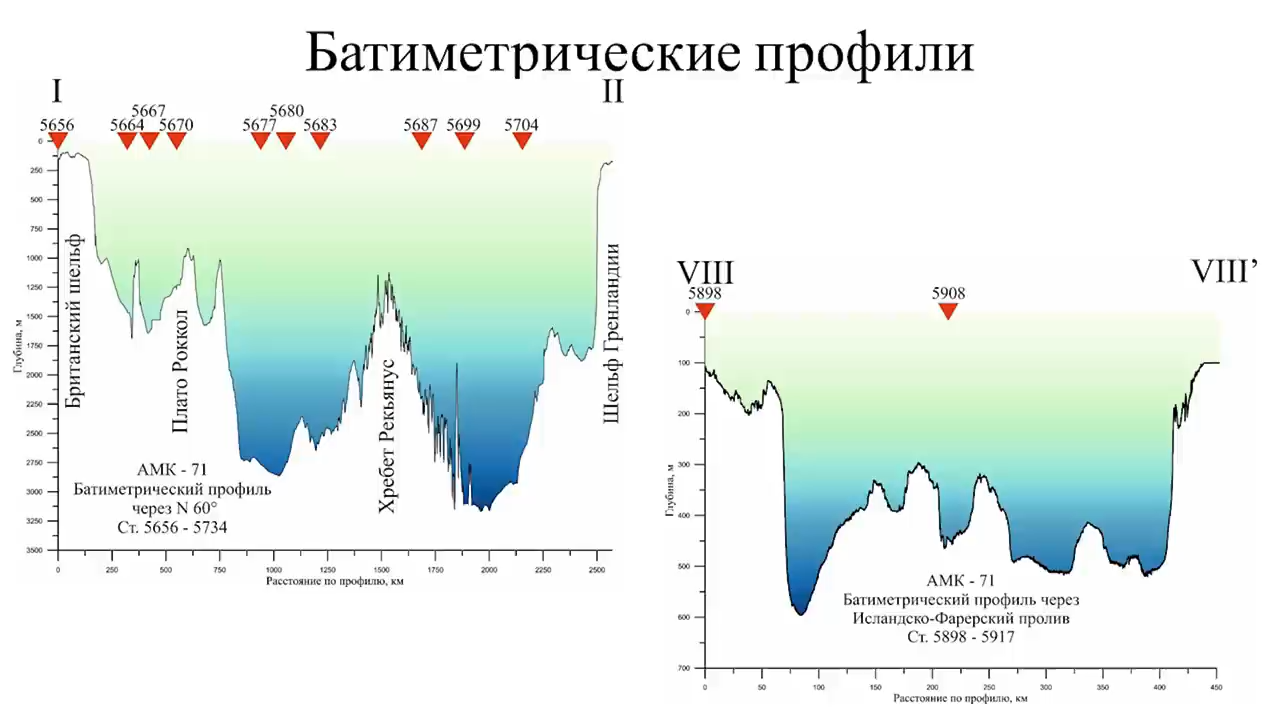 Батиметрические профили
I
II
5667
5680
5656
5664
5670
5677
5683
5687
5699
5704
0
250
500
750
1000
1250
1500
1750
2000
2250
2500
2750
3000
3250
3500
Глубина, м
Британский шельф
Плато Роккол
Хребет Рекьянус
Шельф Гренландии
АМК - 71
Батиметрический профиль
через N 60°
Ст. 5656 - 5734
0 250 500 750 1000 1250 1500 1750 2000 2250 2500
Расстояние по профилю, км
VIII
VIII’
5898
5908
0
100
200
300
400
500
600
700
Глубина, м
АМК - 71
Батиметрический профиль через
Исландско-Фарерский пролив
Ст. 5898 - 5917
0 50 100 150 200 250 300 350 400 450
Расстояние по профилю, км